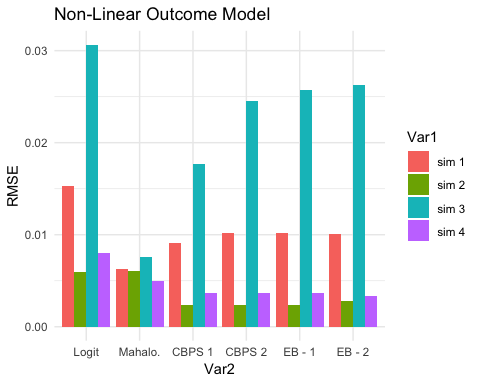 Non-Linear Outcome Model
0.03
0.02
0.01
0.00
RMSE
Logit
Mahalo.
CBPS 1
CBPS 2
EB - 1
EB - 2
Var2
Var1
sim 1
sim 2
sim 3
sim 4